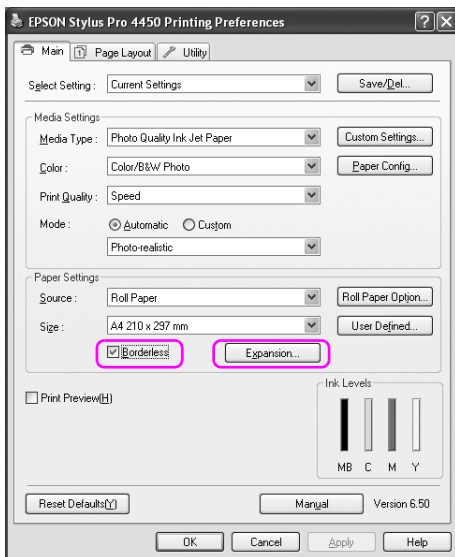 EPSON Stylus Pro 4450 Printing Preferences
Main Page Layout Utility
Select Setting : Current Settings Save/Del...
Media Settings
Media Type : Photo Quality Ink Jet Paper Custom Settings...
Color : Color/B&W Photo Paper Config...
Print Quality : Speed
Mode : Automatic Custom
Photo-realistic
Paper Settings
Source : Roll Paper Roll Paper Option...
Size : A4 210 x 297 mm User Defined...
Borderless Expansion...
Print Preview(H)
Ink Levels
MB C M Y
Reset Defaults(Y) Manual Version 6.50
OK Cancel Apply Help